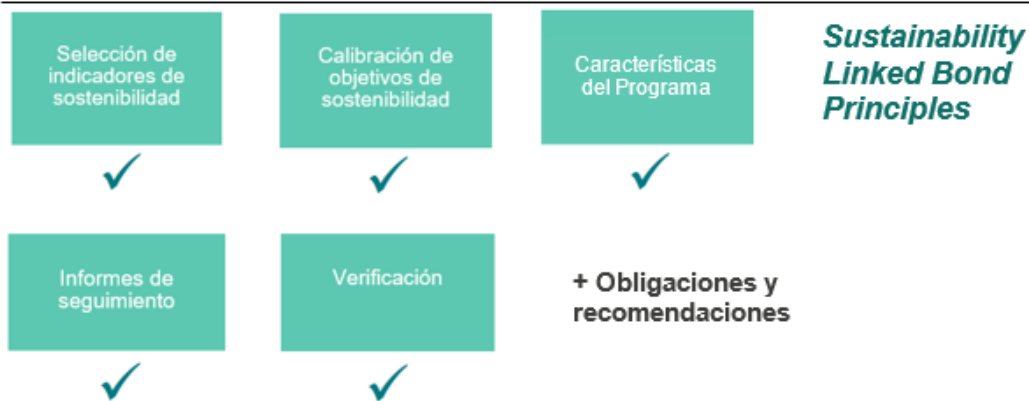 Selección de
indicadores de
sostenibilidad
Calibración de
objetivos de
sostenibilidad
Características
del Programa
Sustainability
Linked Bond
Principles
Informes de
seguimiento
Verificación
+ Obligaciones y
recomendaciones